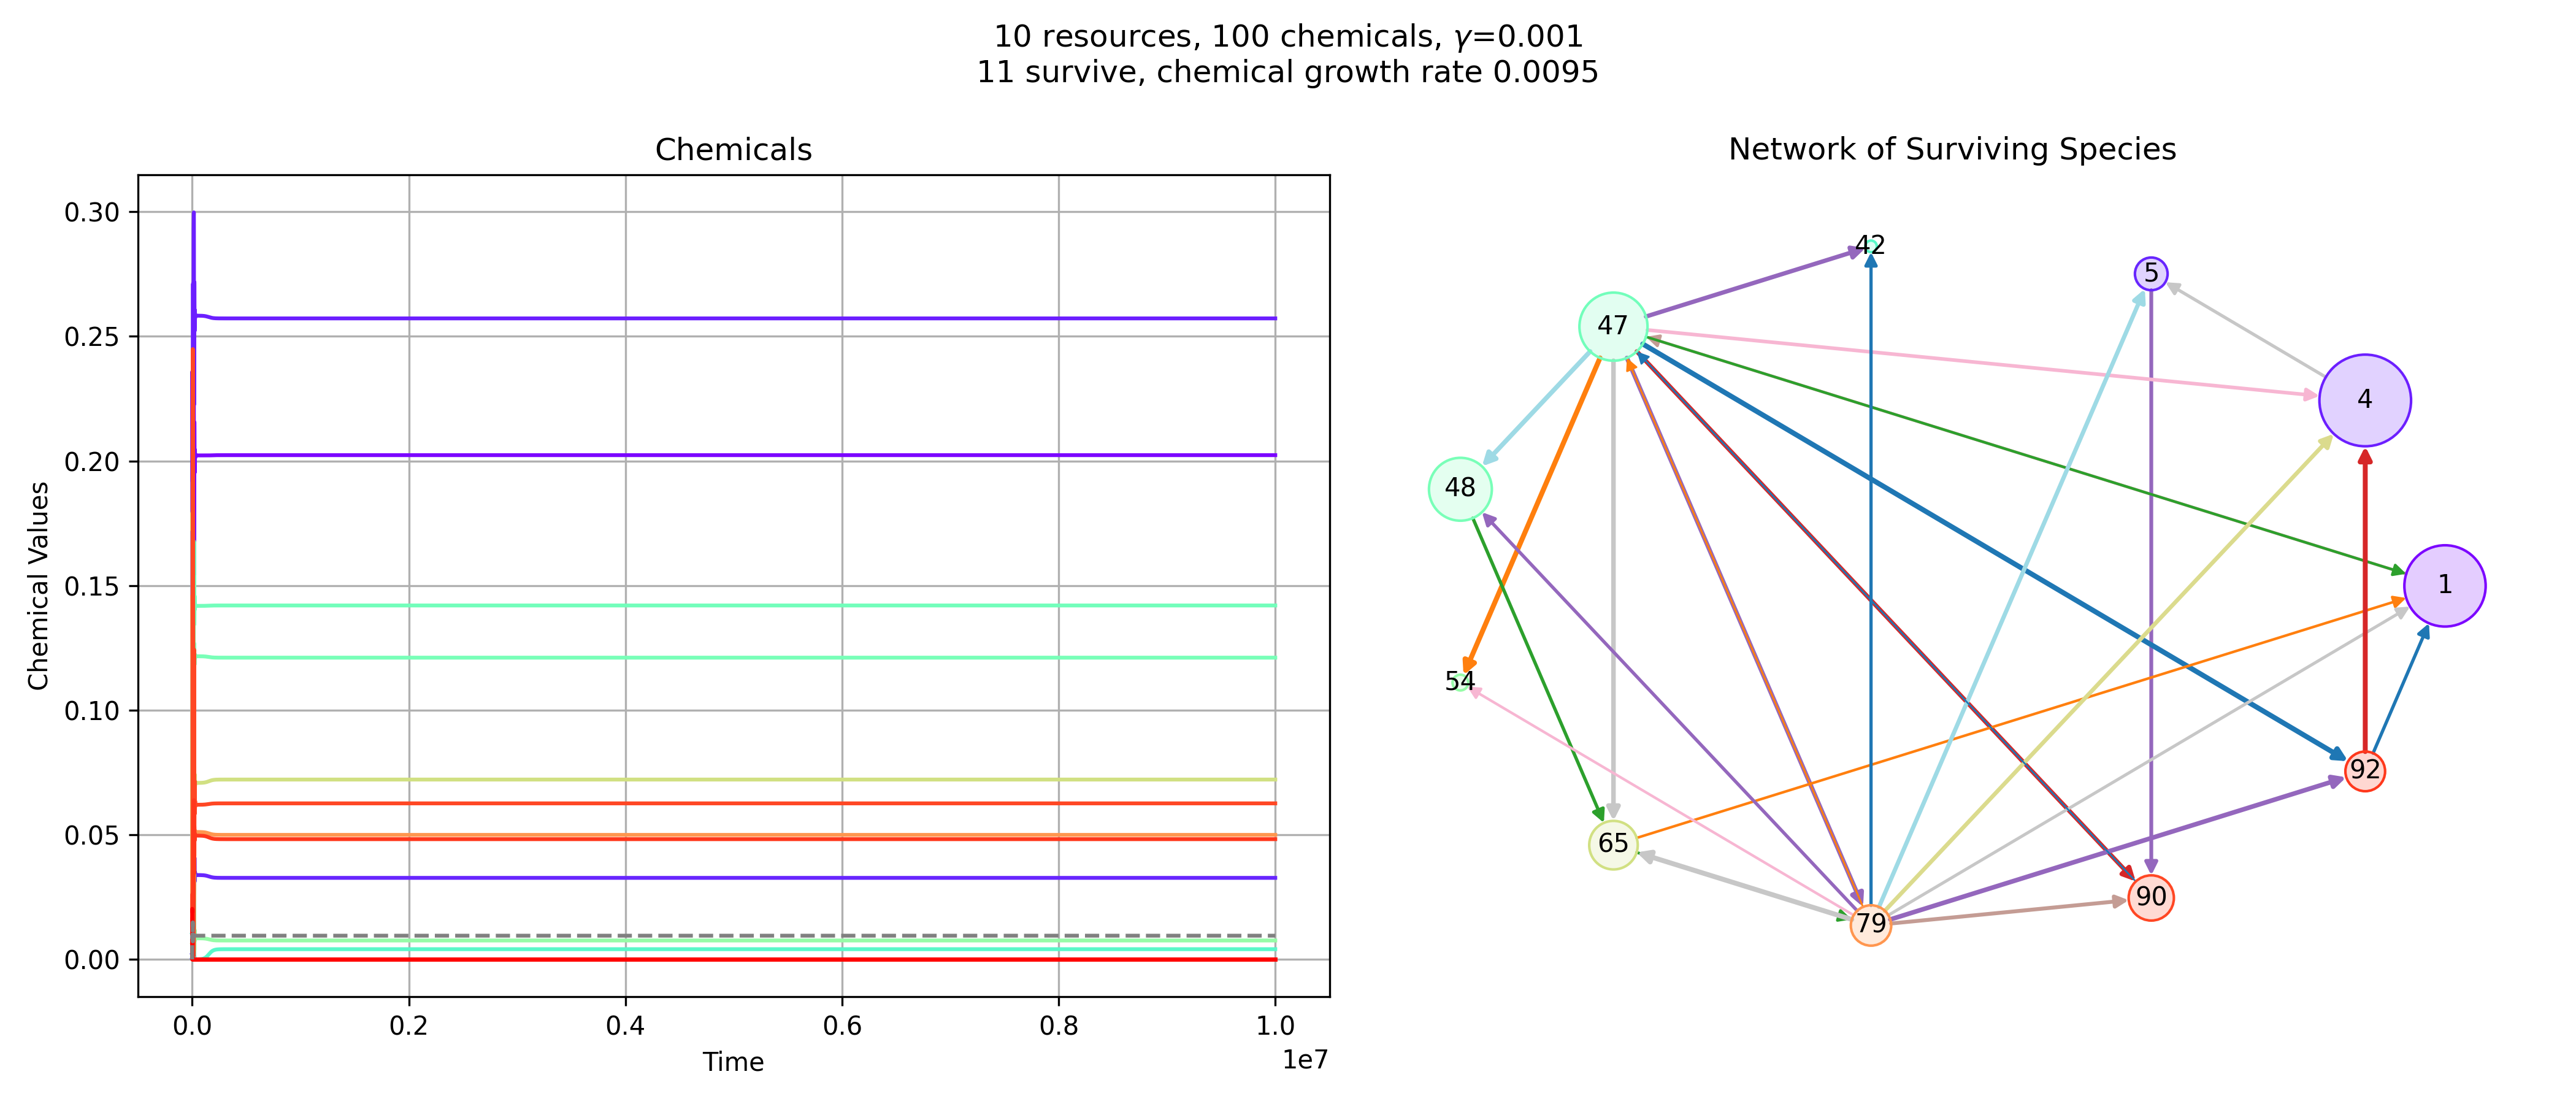 10 resources, 100 chemicals, γ=0.001
11 survive, chemical growth rate 0.0095
Chemicals
Network of Surviving Species
Chemical Values
0.30
0.25
0.20
0.15
0.10
0.05
0.00
0.0 0.2 0.4 0.6 0.8 1.0
1e7
Time
42
5
47
4
48
1
54
92
65
90
79